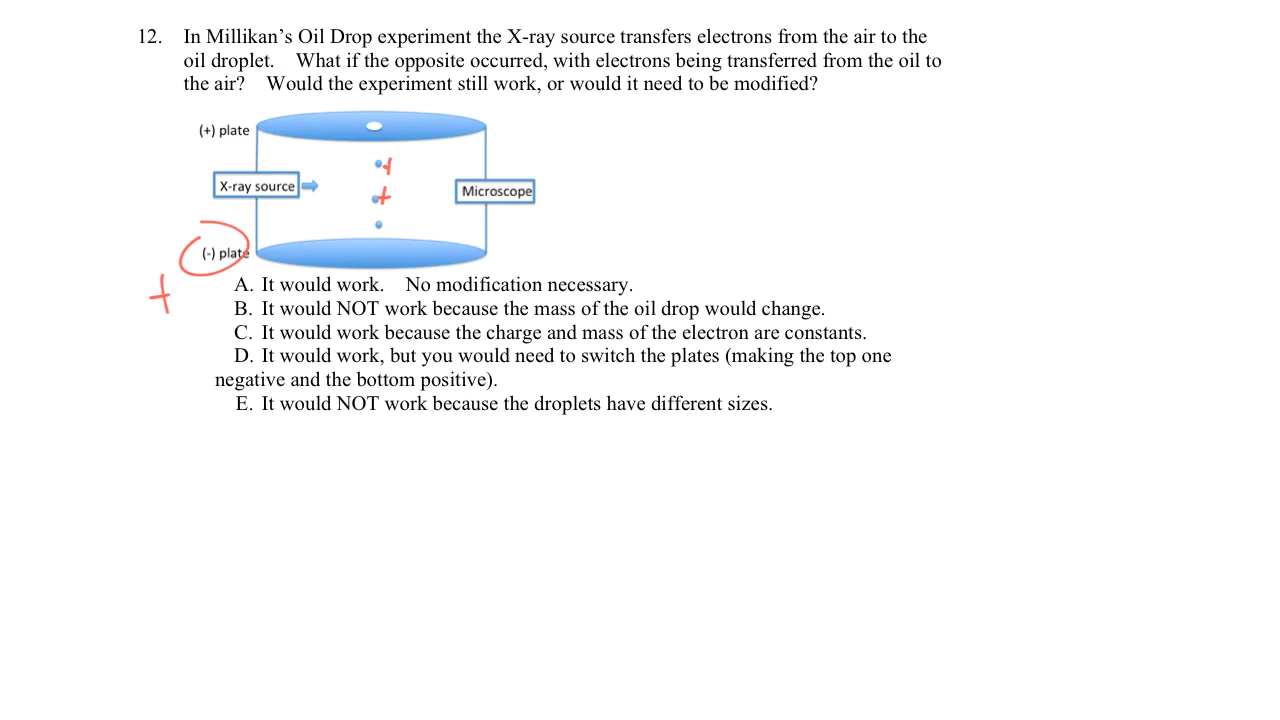 12. In Millikan’s Oil Drop experiment the X-ray source transfers electrons from the air to the
oil droplet. What if the opposite occurred, with electrons being transferred from the oil to
the air? Would the experiment still work, or would it need to be modified?
(+) plate
+
X-ray source
+
Microscope
(-) plate
+
A. It would work. No modification necessary.
B. It would NOT work because the mass of the oil drop would change.
C. It would work because the charge and mass of the electron are constants.
D. It would work, but you would need to switch the plates (making the top one
negative and the bottom positive).
E. It would NOT work because the droplets have different sizes.